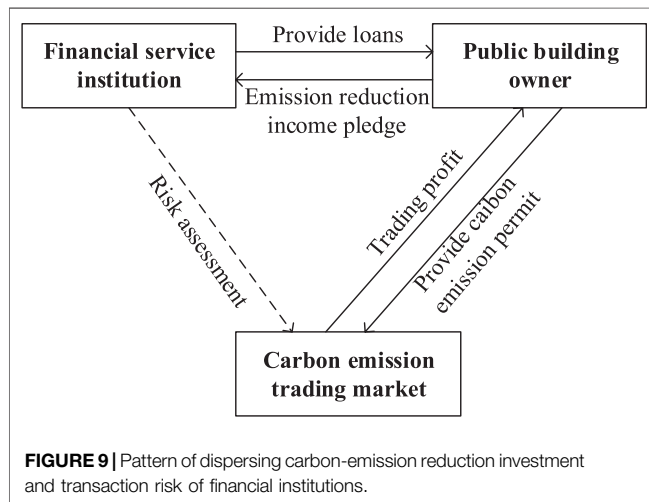 Financial service
institution
Provide loans
Public building
owner
Emission reduction
income pledge
Risk assessment
Trading profit
Provide caibon
emission permit
Carbon emission
trading market
FIGURE 9 | Pattern of dispersing carbon-emission reduction investment
and transaction risk of financial institutions.